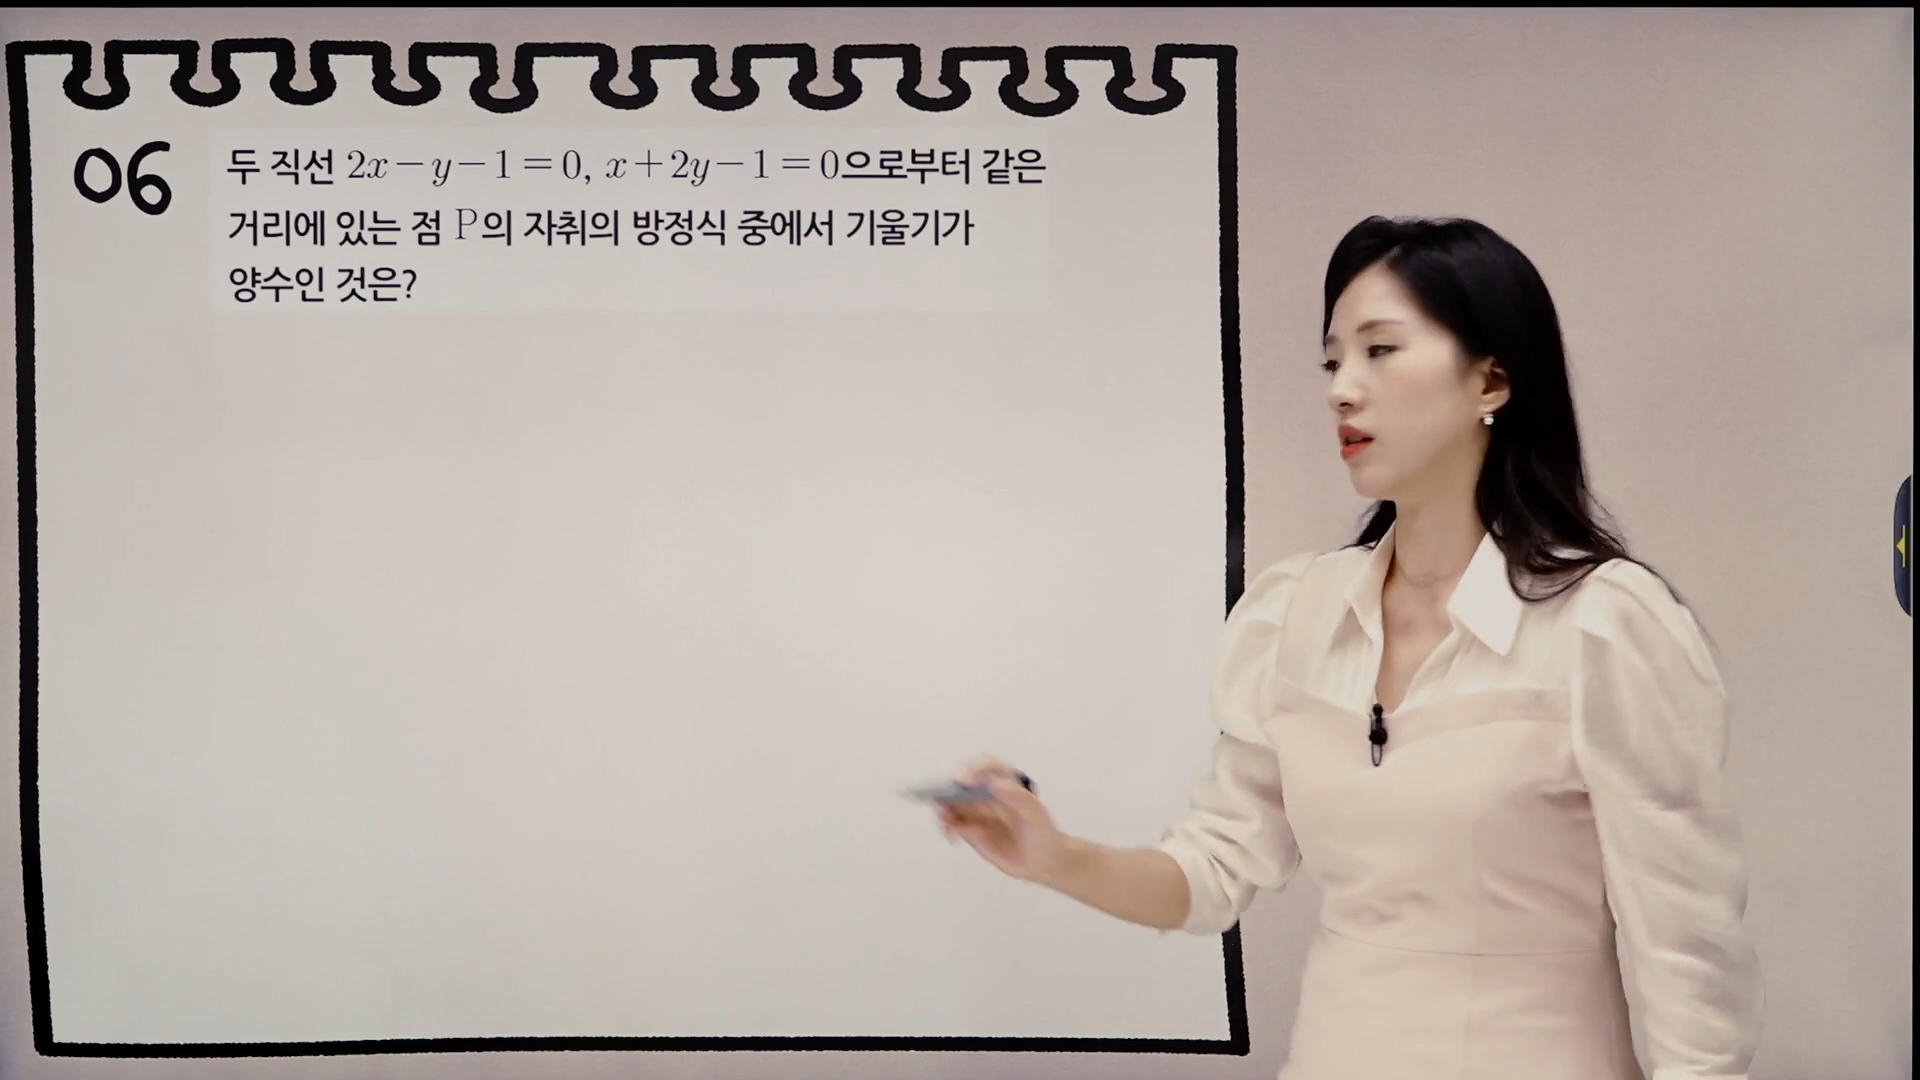 06
두 직선 2x-y-1=0, x+2y-1=0으로부터 같은
거리에 있는 점 P의 자취의 방정식 중에서 기울기가
양수인 것은?